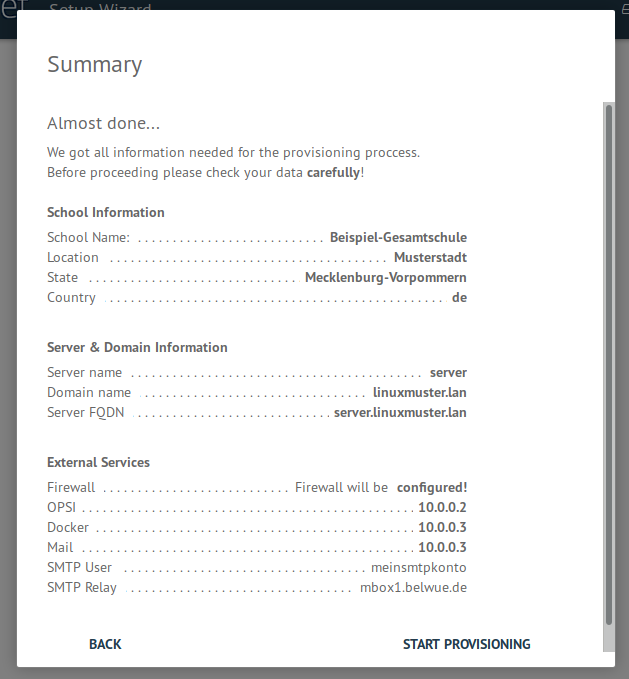 Setup Wizard
Summary
Almost done...
We got all information needed for the provisioning proccess.
Before proceeding please check your data carefully!
School Information
School Name: Beispiel-Gesamtschule
Location Musterstadt
State Mecklenburg-Vorpommern
Country de
Server & Domain Information
Server name server
Domain name linuxmuster.lan
Server FQDN server.linuxmuster.lan
External Services
Firewall Firewall will be configured!
OPSI 10.0.0.2
Docker 10.0.0.3
Mail 10.0.0.3
SMTP User meinsmtpkonto
SMTP Relay mbox1.belwue.de
BACK START PROVISIONING